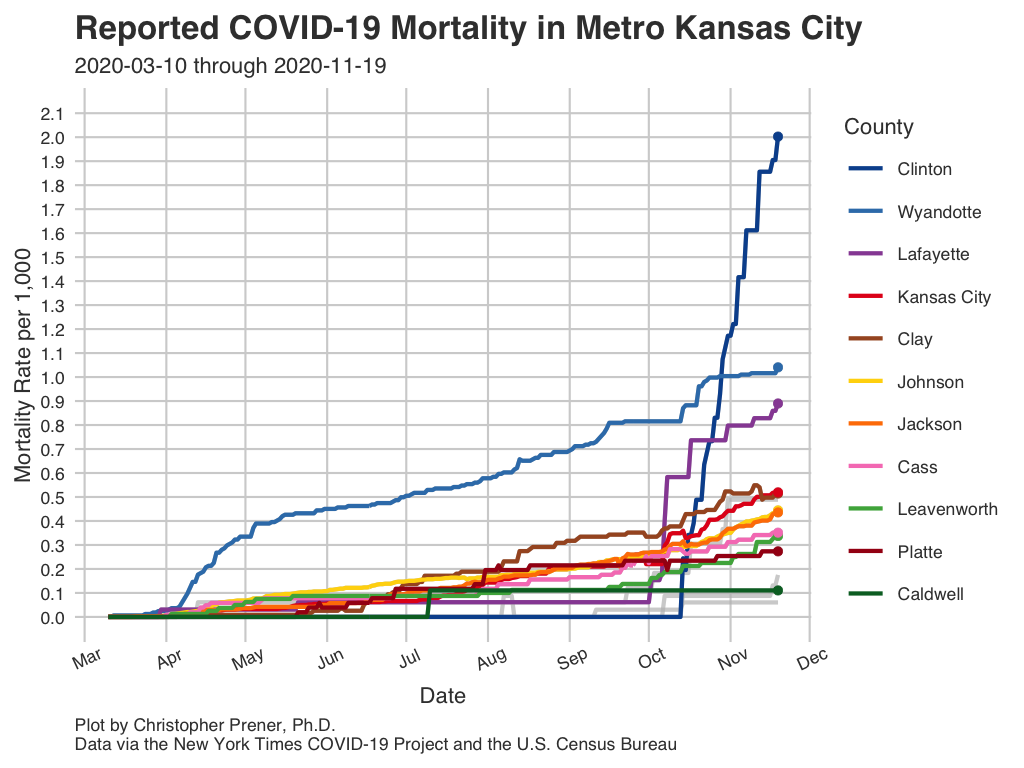 Reported COVID-19 Mortality in Metro Kansas City
2020-03-10 through 2020-11-19
Mortality Rate per 1,000
2.1
2.0
1.9
1.8
1.7
1.6
1.5
1.4
1.3
1.2
1.1
1.0
0.9
0.8
0.7
0.6
0.5
0.4
0.3
0.2
0.1
0.0
Mar Apr May Jun Jul Aug Sep Oct Nov Dec
Date
County
Clinton
Wyandotte
Lafayette
Kansas City
Clay
Johnson
Jackson
Cass
Leavenworth
Platte
Caldwell
Plot by Christopher Prener, Ph.D.
Data via the New York Times COVID-19 Project and the U.S. Census Bureau